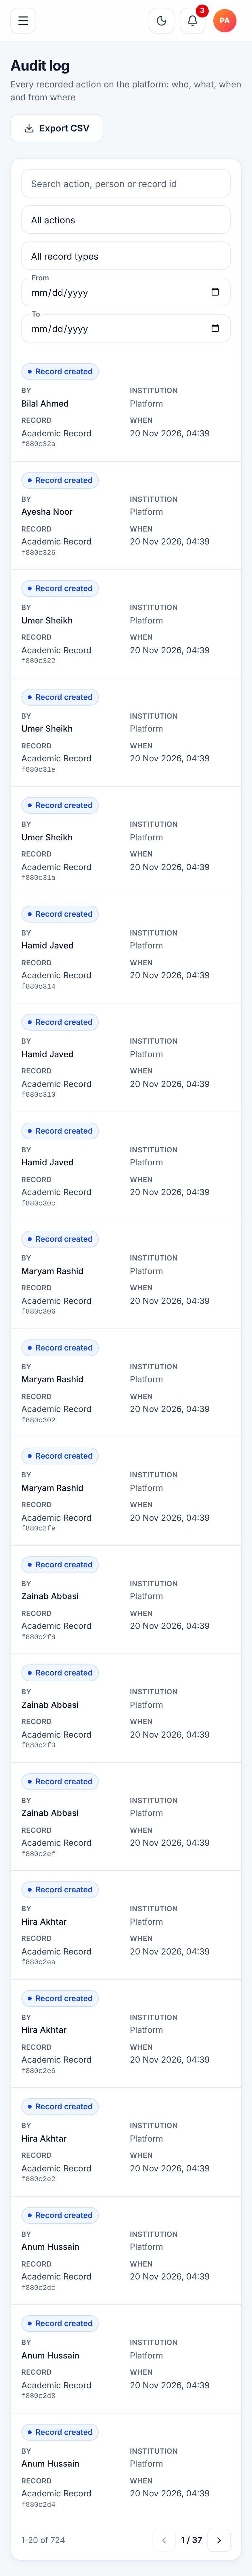 3
PA
Audit log
Every recorded action on the platform: who, what, when
and from where
Export CSV
Search action, person or record id
All actions
All record types
From
mm/dd/yyyy
To
mm/dd/yyyy
Record created
BY INSTITUTION
Bilal Ahmed Platform
RECORD WHEN
Academic Record 20 Nov 2026, 04:39
f880c32a
Record created
BY INSTITUTION
Ayesha Noor Platform
RECORD WHEN
Academic Record 20 Nov 2026, 04:39
f880c326
Record created
BY INSTITUTION
Umer Sheikh Platform
RECORD WHEN
Academic Record 20 Nov 2026, 04:39
f880c322
Record created
BY INSTITUTION
Umer Sheikh Platform
RECORD WHEN
Academic Record 20 Nov 2026, 04:39
f880c31e
Record created
BY INSTITUTION
Umer Sheikh Platform
RECORD WHEN
Academic Record 20 Nov 2026, 04:39
f880c31a
Record created
BY INSTITUTION
Hamid Javed Platform
RECORD WHEN
Academic Record 20 Nov 2026, 04:39
f880c314
Record created
BY INSTITUTION
Hamid Javed Platform
RECORD WHEN
Academic Record 20 Nov 2026, 04:39
f880c310
Record created
BY INSTITUTION
Hamid Javed Platform
RECORD WHEN
Academic Record 20 Nov 2026, 04:39
f880c30c
Record created
BY INSTITUTION
Maryam Rashid Platform
RECORD WHEN
Academic Record 20 Nov 2026, 04:39
f880c306
Record created
BY INSTITUTION
Maryam Rashid Platform
RECORD WHEN
Academic Record 20 Nov 2026, 04:39
f880c302
Record created
BY INSTITUTION
Maryam Rashid Platform
RECORD WHEN
Academic Record 20 Nov 2026, 04:39
f880c2fe
Record created
BY INSTITUTION
Zainab Abbasi Platform
RECORD WHEN
Academic Record 20 Nov 2026, 04:39
f880c2f8
Record created
BY INSTITUTION
Zainab Abbasi Platform
RECORD WHEN
Academic Record 20 Nov 2026, 04:39
f880c2f3
Record created
BY INSTITUTION
Zainab Abbasi Platform
RECORD WHEN
Academic Record 20 Nov 2026, 04:39
f880c2ef
Record created
BY INSTITUTION
Hira Akhtar Platform
RECORD WHEN
Academic Record 20 Nov 2026, 04:39
f880c2ea
Record created
BY INSTITUTION
Hira Akhtar Platform
RECORD WHEN
Academic Record 20 Nov 2026, 04:39
f880c2e6
Record created
BY INSTITUTION
Hira Akhtar Platform
RECORD WHEN
Academic Record 20 Nov 2026, 04:39
f880c2e2
Record created
BY INSTITUTION
Anum Hussain Platform
RECORD WHEN
Academic Record 20 Nov 2026, 04:39
f880c2dc
Record created
BY INSTITUTION
Anum Hussain Platform
RECORD WHEN
Academic Record 20 Nov 2026, 04:39
f880c2d8
Record created
BY INSTITUTION
Anum Hussain Platform
RECORD WHEN
Academic Record 20 Nov 2026, 04:39
f880c2d4
1-20 of 724 1 / 37